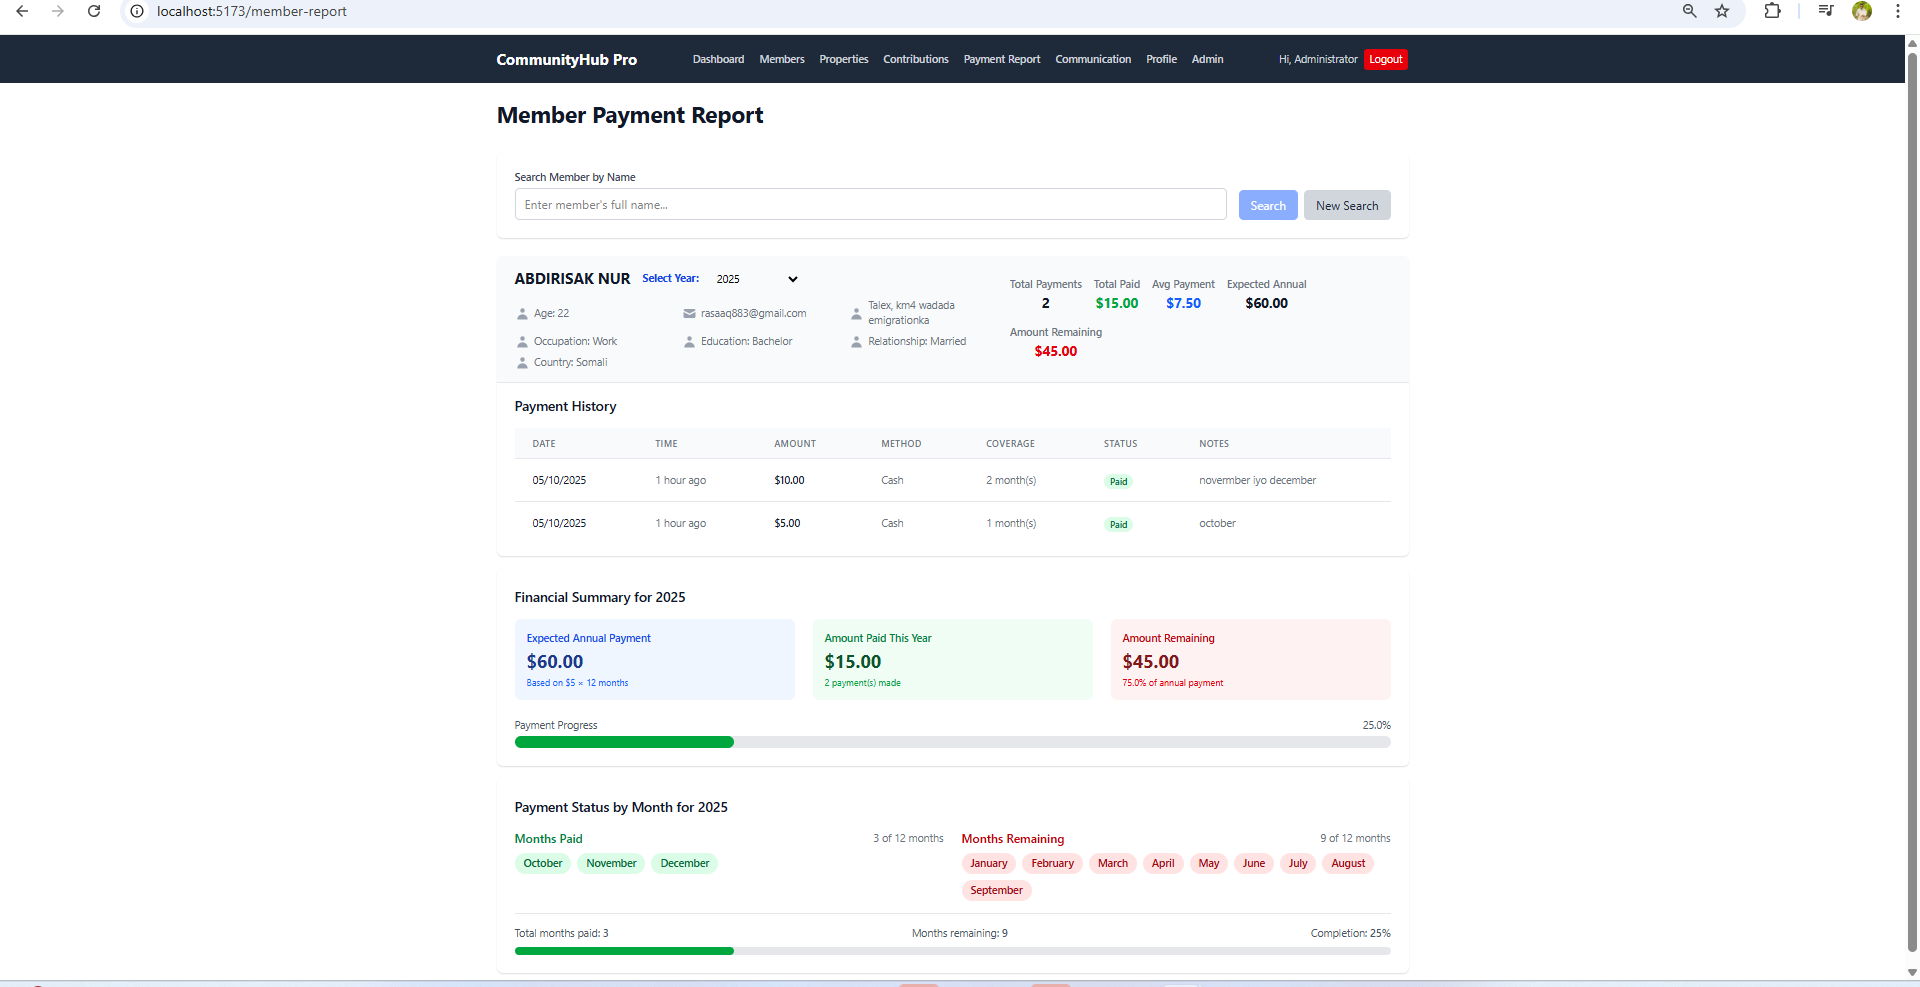 localhost:5173/member-report
CommunityHub Pro Dashboard Members Properties Contributions Payment Report Communication Profile Admin Hi, Administrator Logout
Member Payment Report
Search Member by Name
Enter member's full name... Search New Search
ABDIRISAK NUR Select Year: 2025
Age: 22 rasaaq883@gmail.com Talex, km4 wadada
emigrationka
Occupation: Work Education: Bachelor Relationship: Married
Country: Somali
Total Payments Total Paid Avg Payment Expected Annual
2 $15.00 $7.50 $60.00
Amount Remaining
$45.00
Payment History
DATE TIME AMOUNT METHOD COVERAGE STATUS NOTES
05/10/2025 1 hour ago $10.00 Cash 2 month(s) Paid novermber iyo december
05/10/2025 1 hour ago $5.00 Cash 1 month(s) Paid october
Financial Summary for 2025
Expected Annual Payment
$60.00
Based on $5 × 12 months
Amount Paid This Year
$15.00
2 payment(s) made
Amount Remaining
$45.00
75.0% of annual payment
Payment Progress 25.0%
Payment Status by Month for 2025
Months Paid 3 of 12 months
October November December
Months Remaining 9 of 12 months
January February March April May June July August
September
Total months paid: 3 Months remaining: 9 Completion: 25%